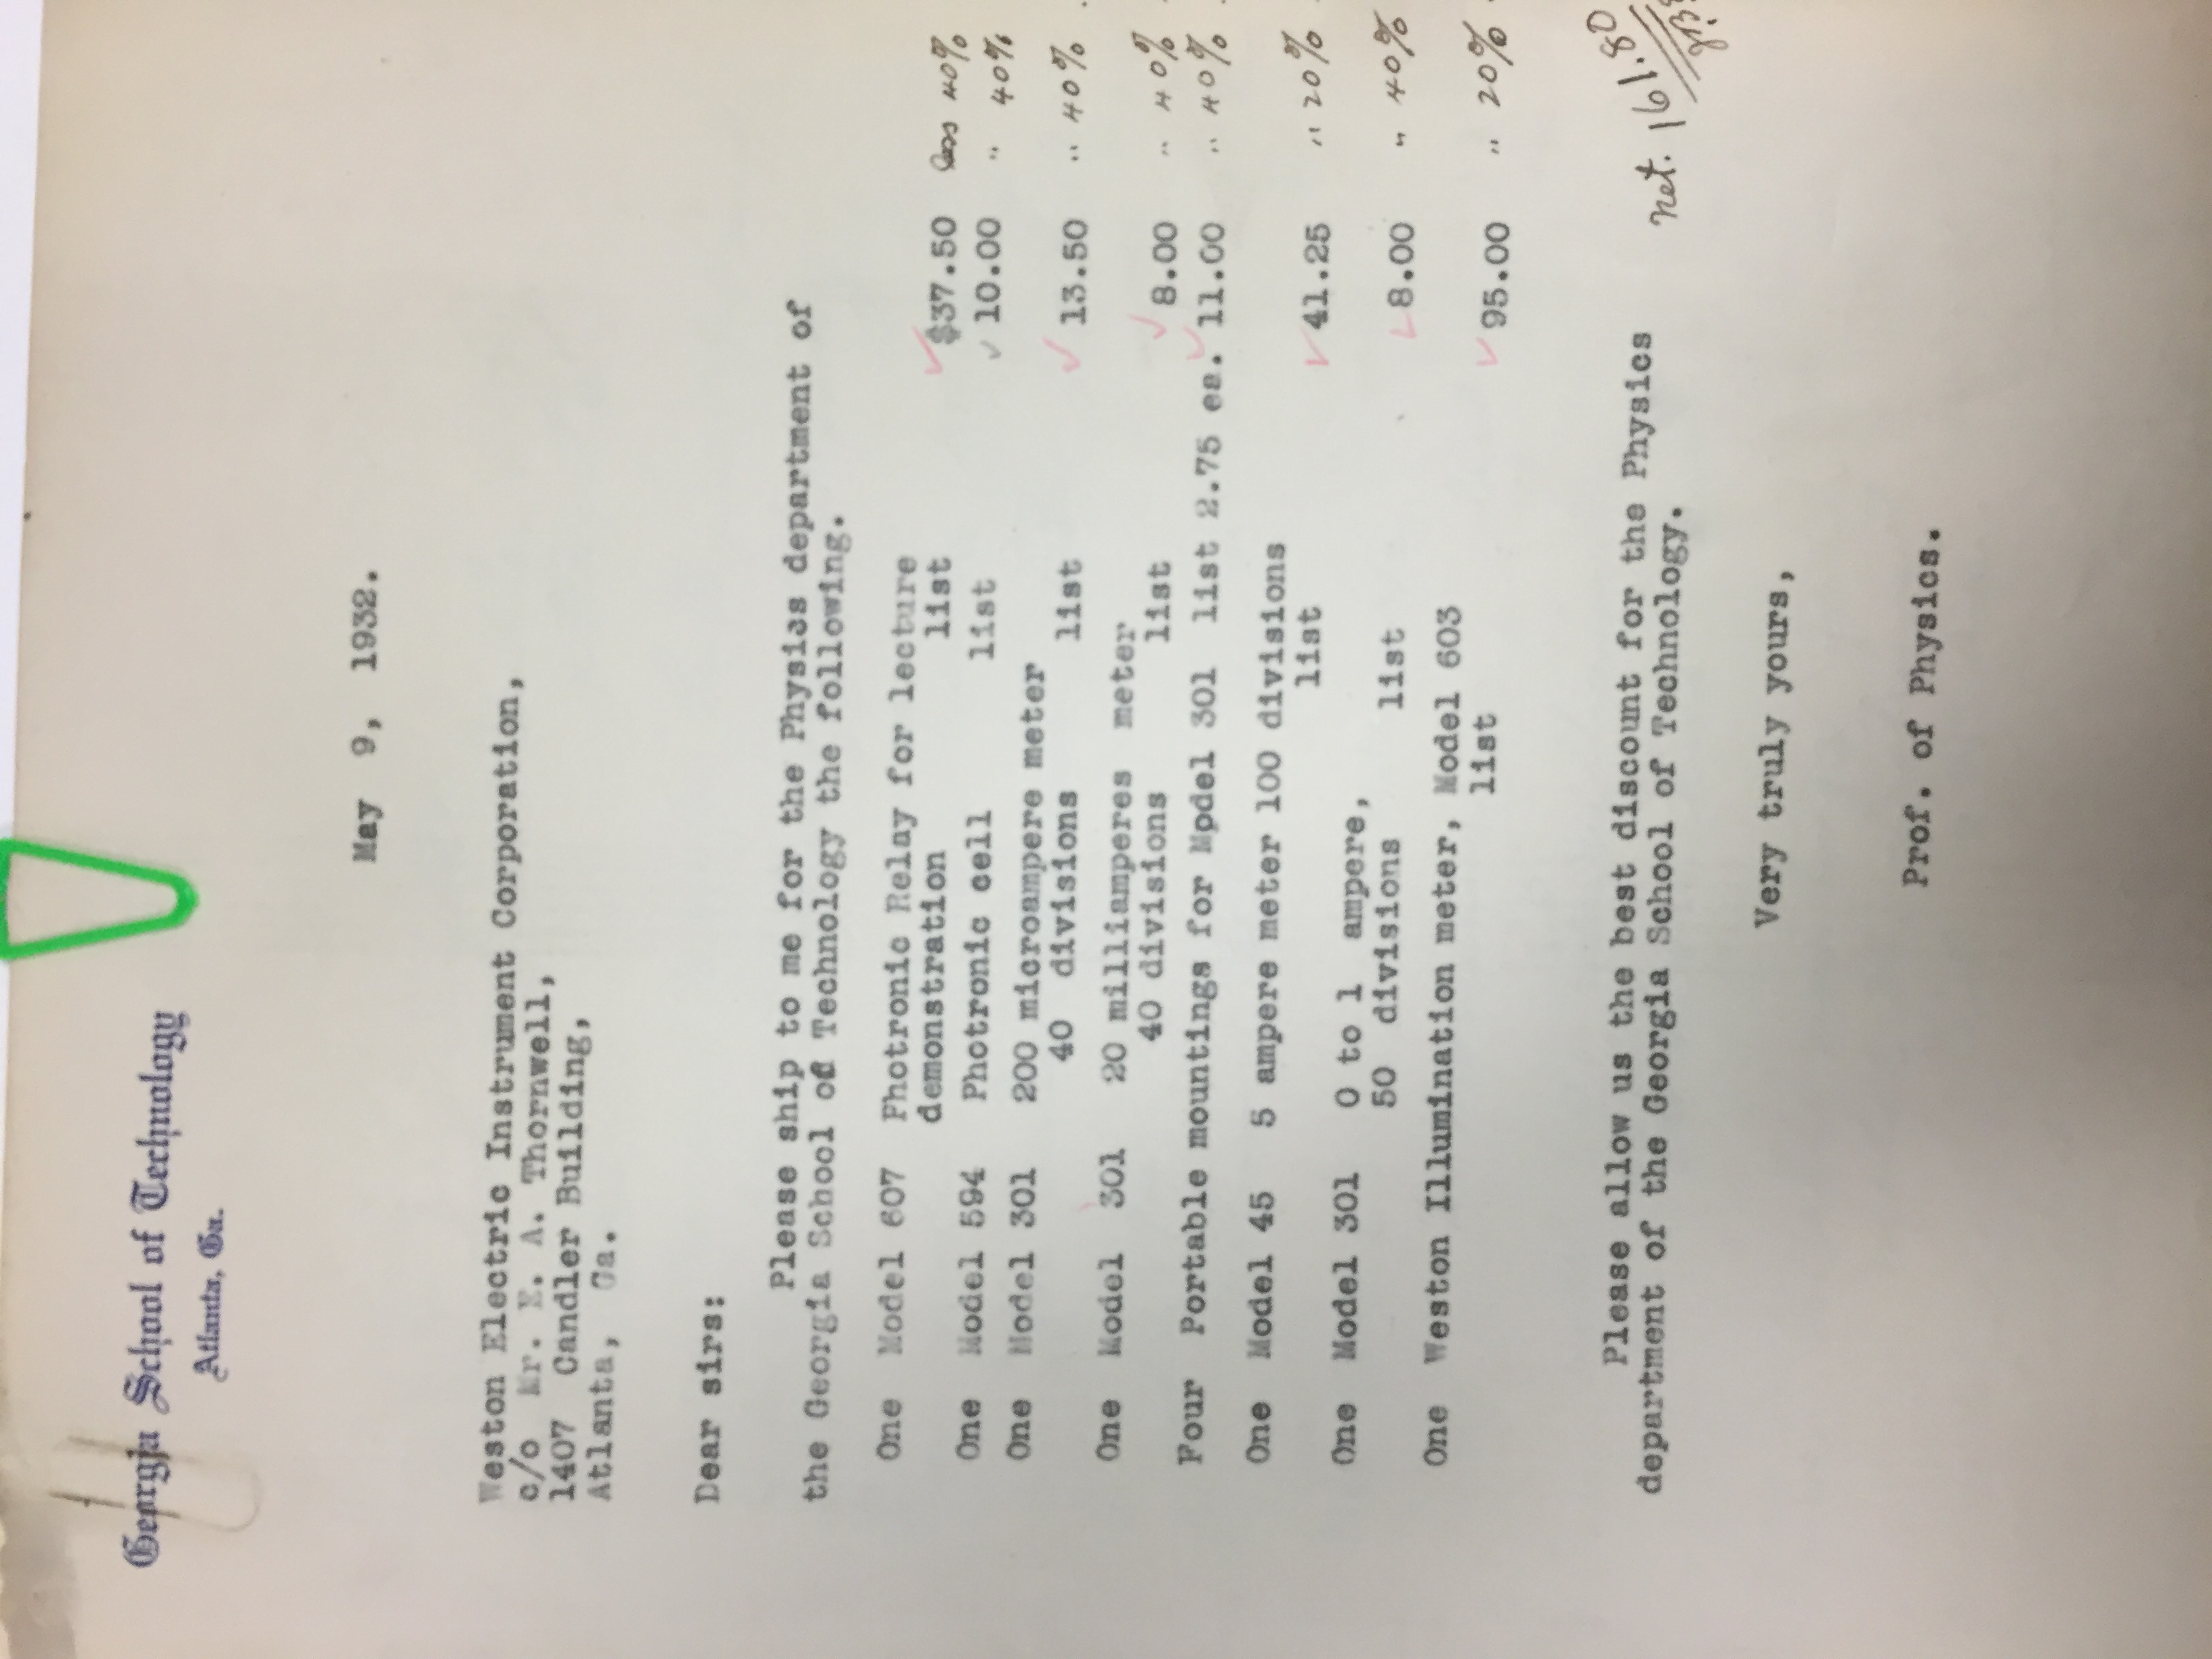 Georgia School of Technology
Atlanta, Ga.
May 9, 1932.
Weston Electric Instrument Corporation,
c/o Mr. E. A. Thornwell,
1407 Candler Building,
Atlanta, Ga.
Dear sirs:
Please ship to me for the Physics department of
the Georgia School of Technology the following.
One Model 607 Photronic Relay for lecture
demonstration list $37.50 less 40%
One Model 594 Photronic cell list 10.00 " 40%
One Model 301 200 microampere meter
40 divisions list 13.50 " 40%
One Model 301 20 milliamperes meter
40 divisions list 8.00 " 40%
Four Portable mountings for Model 301 list 2.75 ea. 11.00 " 40%
One Model 45 5 ampere meter 100 divisions
list 41.25 " 20%
One Model 301 0 to 1 ampere,
50 divisions list 8.00 " 40%
One Weston Illumination meter, Model 603
list 95.00 " 20%
Please allow us the best discount for the Physics
department of the Georgia School of Technology.
net. 161.80
Very truly yours,
Prof. of Physics.